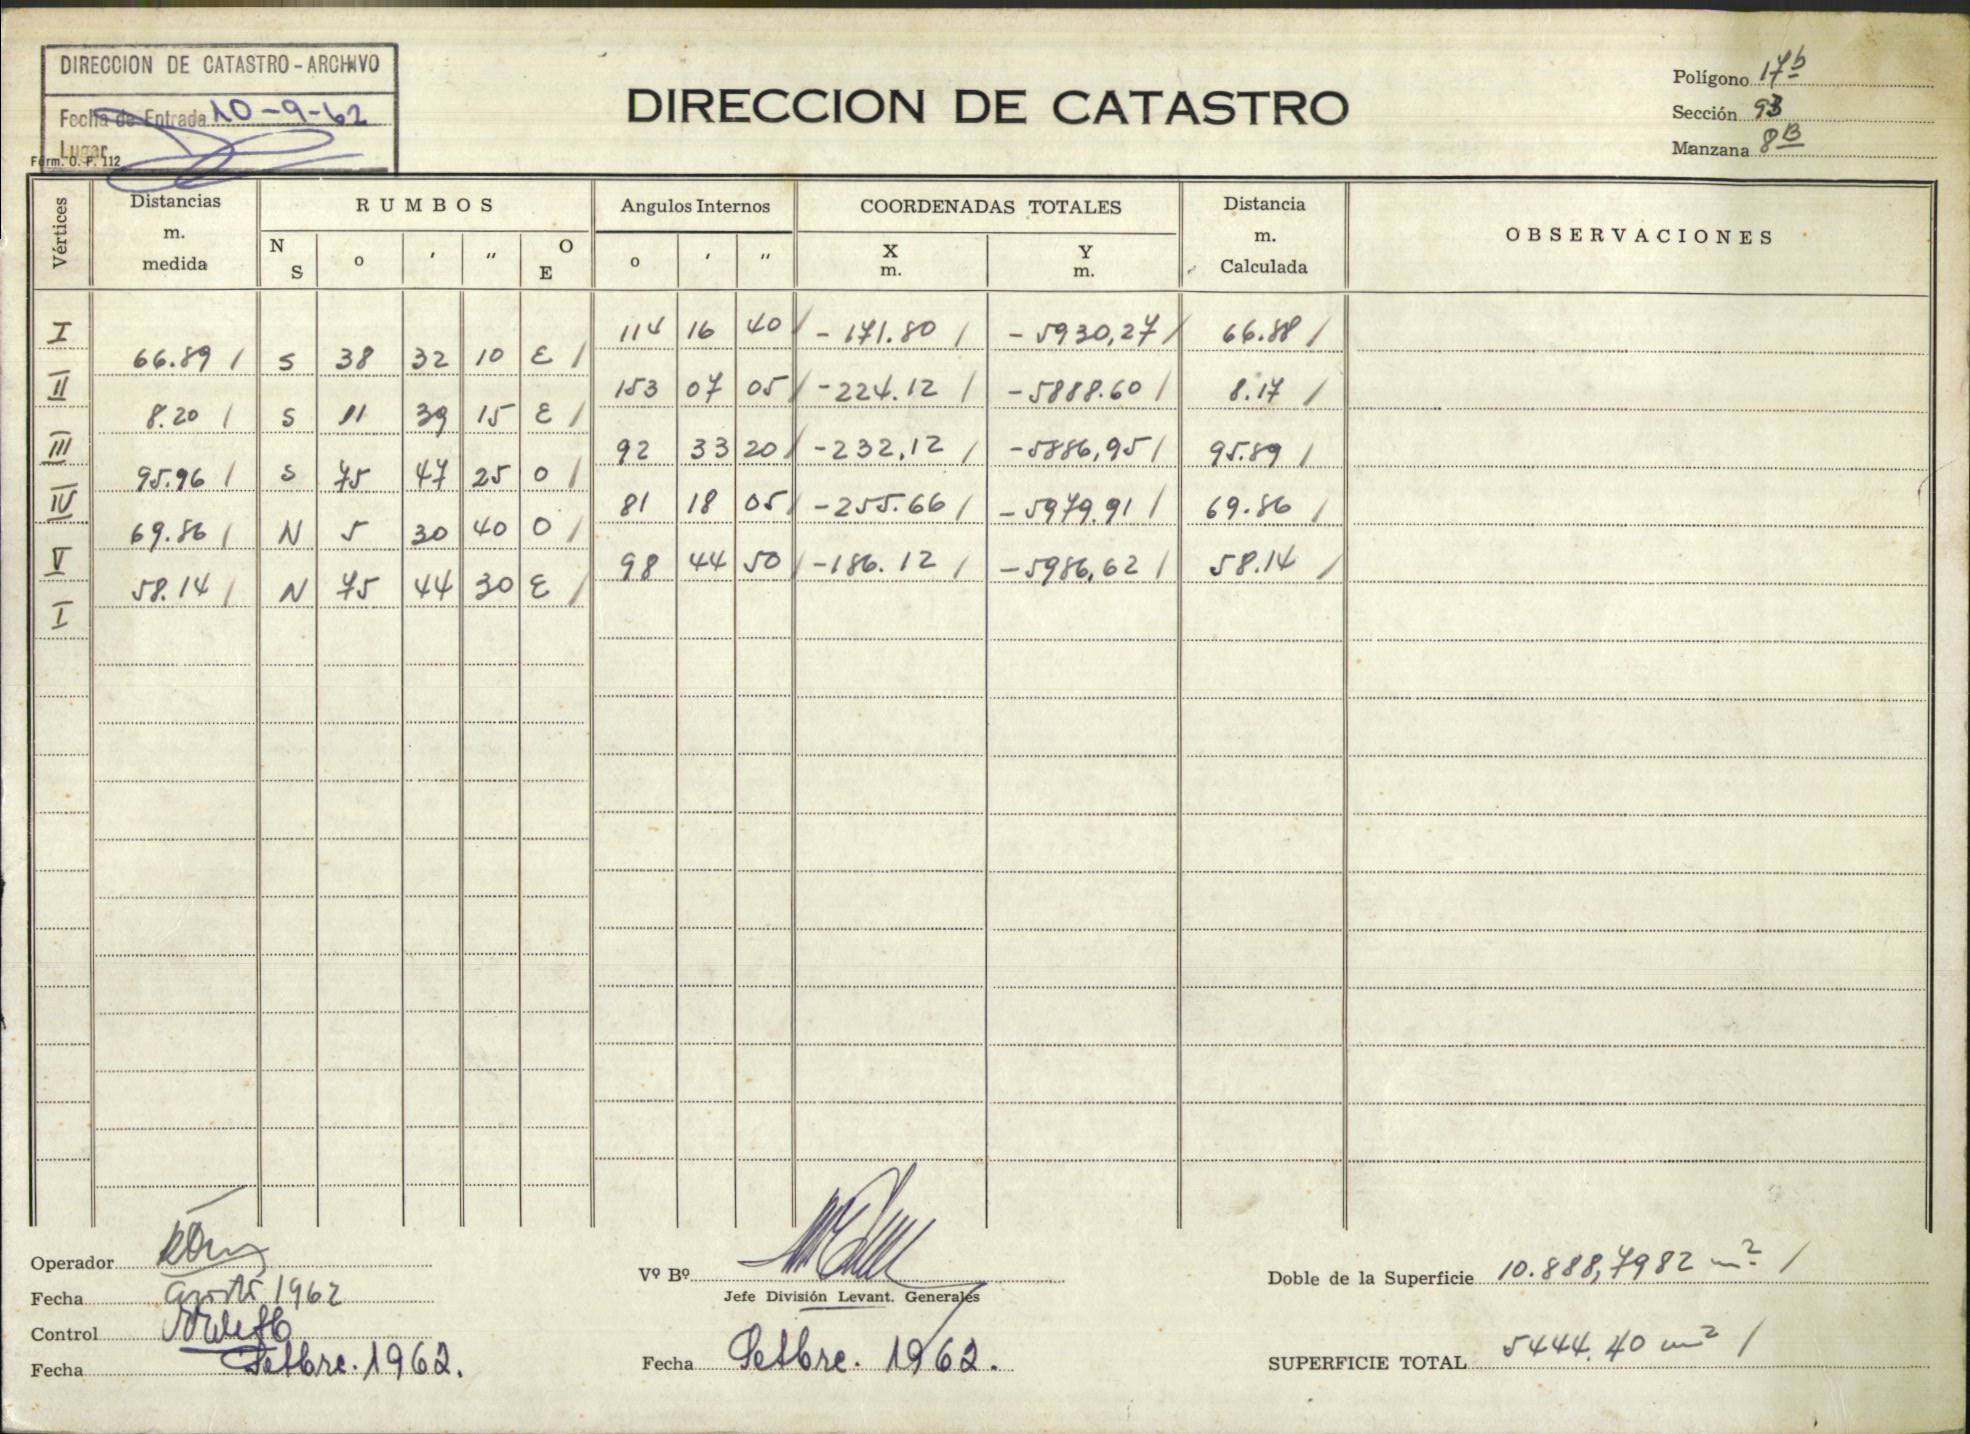 DIRECCION DE CATASTRO - ARCHIVO
Fecha de Entrada 10-9-62
Lugar
Form. O. P. 112
DIRECCION DE CATASTRO
Polígono 17b
Sección 93
Manzana 8B
Vértices
Distancias m. medida
RUMBOS
N S
o
'
"
O E
Angulos Internos
o
'
"
COORDENADAS TOTALES
X m.
Y m.
Distancia m. Calculada
OBSERVACIONES
I 114 16 40 / -171.80 / -5930,27 / 66.88 /
66.89 / S 38 32 10 E /
II 153 07 05 / -224.12 / -5888.60 / 8.17 /
8.20 / S 11 39 15 E /
III 92 33 20 / -232,12 / -5886,95 / 95.89 /
95.96 / S 75 47 25 O /
IV 81 18 05 / -255.66 / -5979.91 / 69.86 /
69.86 / N 5 30 40 O /
V 98 44 50 / -186.12 / -5986,62 / 58.14 /
58.14 / N 75 44 30 E /
I
Operador
Fecha Agosto 1962
Control
Fecha Setbre. 1962.
Vº Bº
Jefe División Levant. Generales
Fecha Setbre. 1962.
Doble de la Superficie 10.888,7982 m² /
SUPERFICIE TOTAL 5444.40 m² /